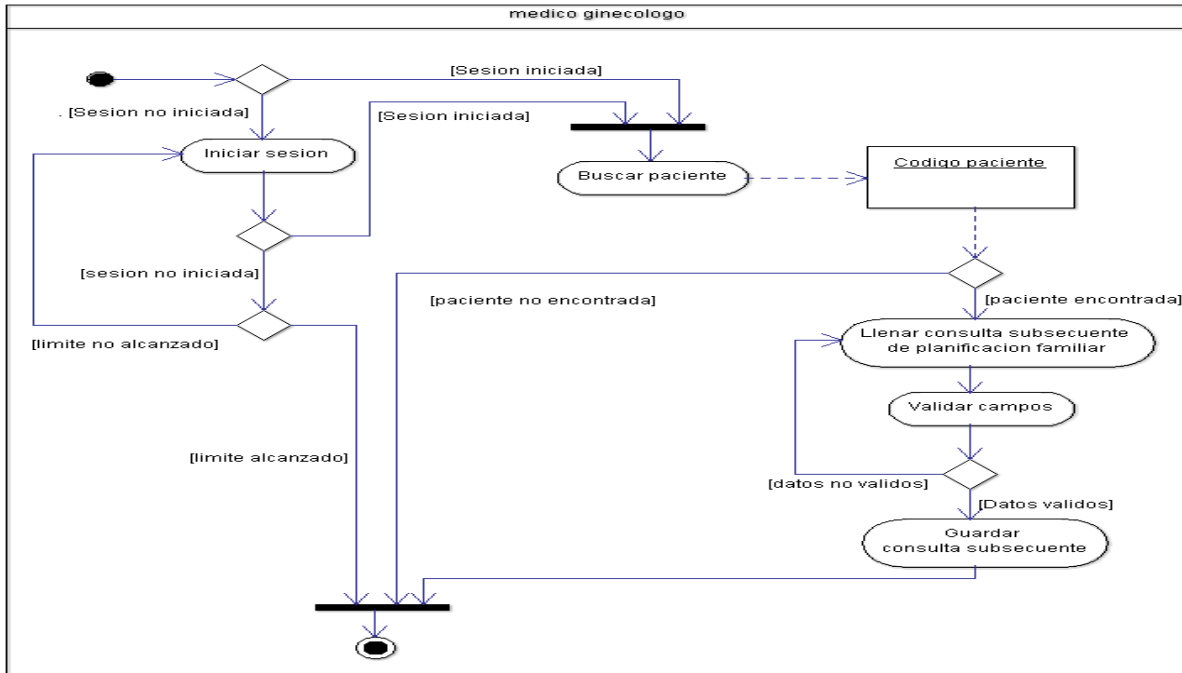 medico ginecologo
[Sesion iniciada]
. [Sesion no iniciada]
[Sesion iniciada]
Iniciar sesion
Buscar paciente
Codigo paciente
[sesion no iniciada]
[paciente no encontrada]
[paciente encontrada]
[limite no alcanzado]
Llenar consulta subsecuente
de planificacion familiar
Validar campos
[limite alcanzado]
[datos no validos]
[Datos validos]
Guardar
consulta subsecuente